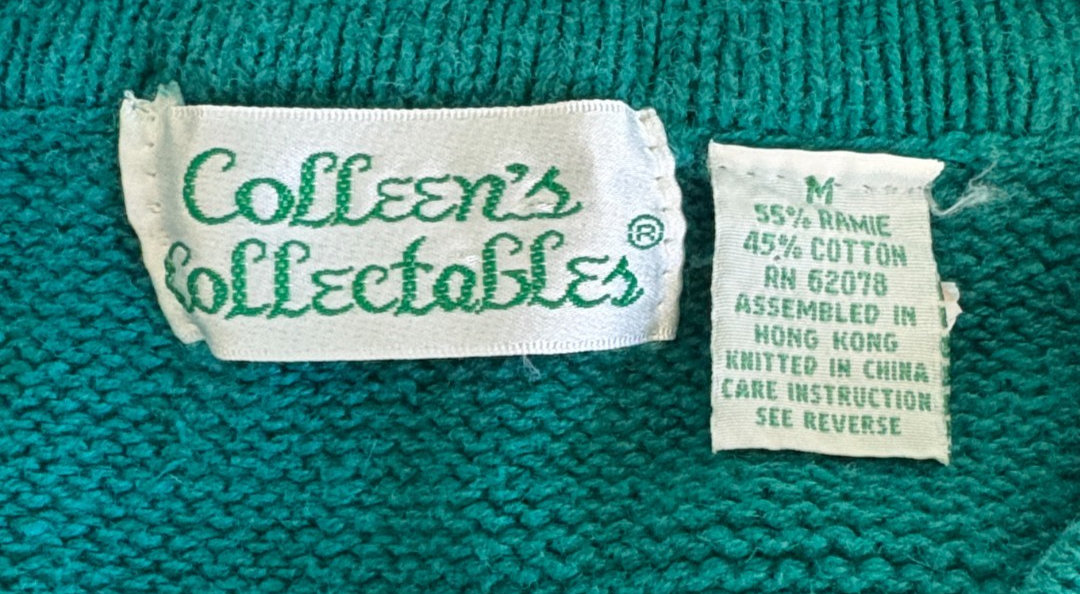 Colleen's
Collectables®
M
55% RAMIE
45% COTTON
RN 62078
ASSEMBLED IN
HONG KONG
KNITTED IN CHINA
CARE INSTRUCTION
SEE REVERSE